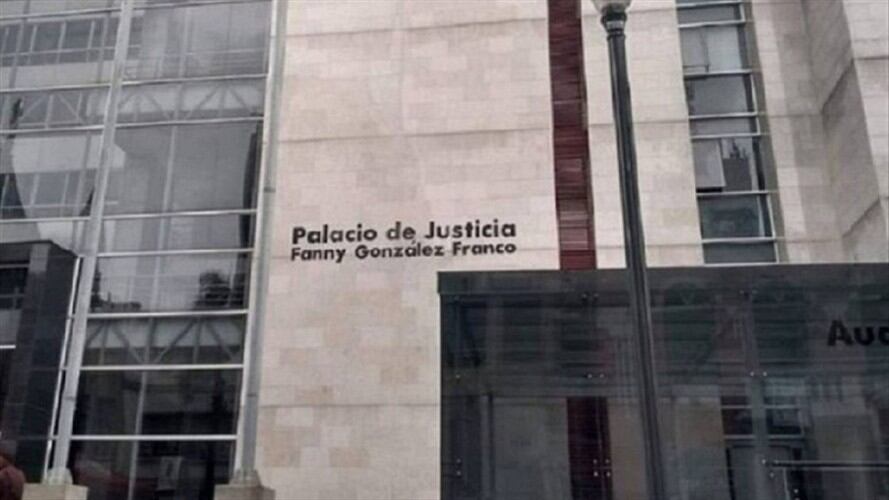 Palacio de Justicia
Fanny González Franco